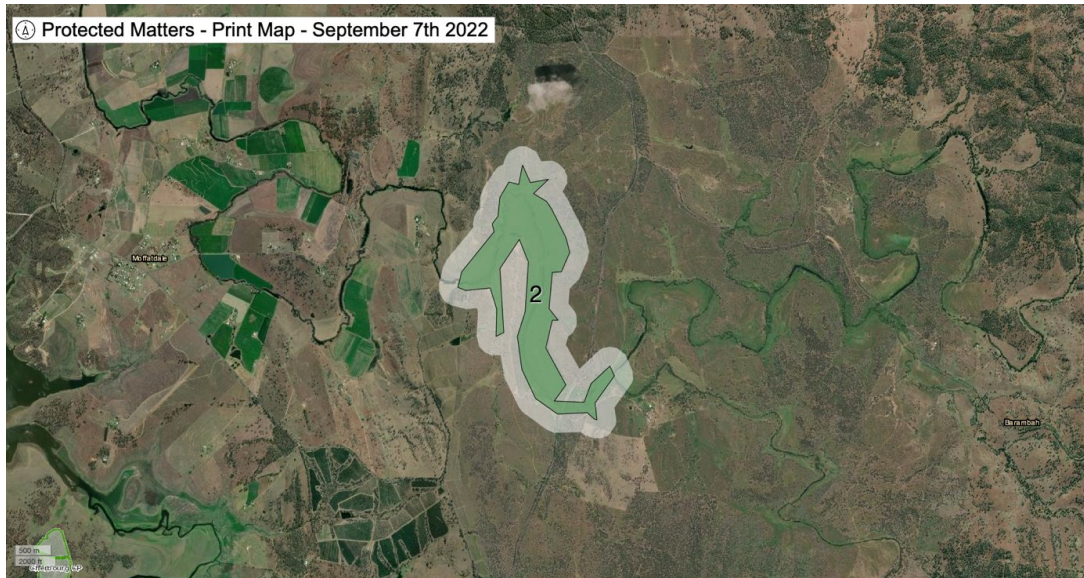 Protected Matters - Print Map - September 7th 2022
Moffatdale
2
Barambah
500 m
2000 ft